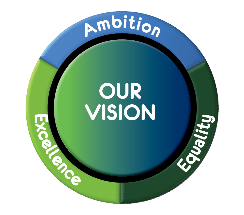 Ambition
OUR
VISION
Excellence
Equality